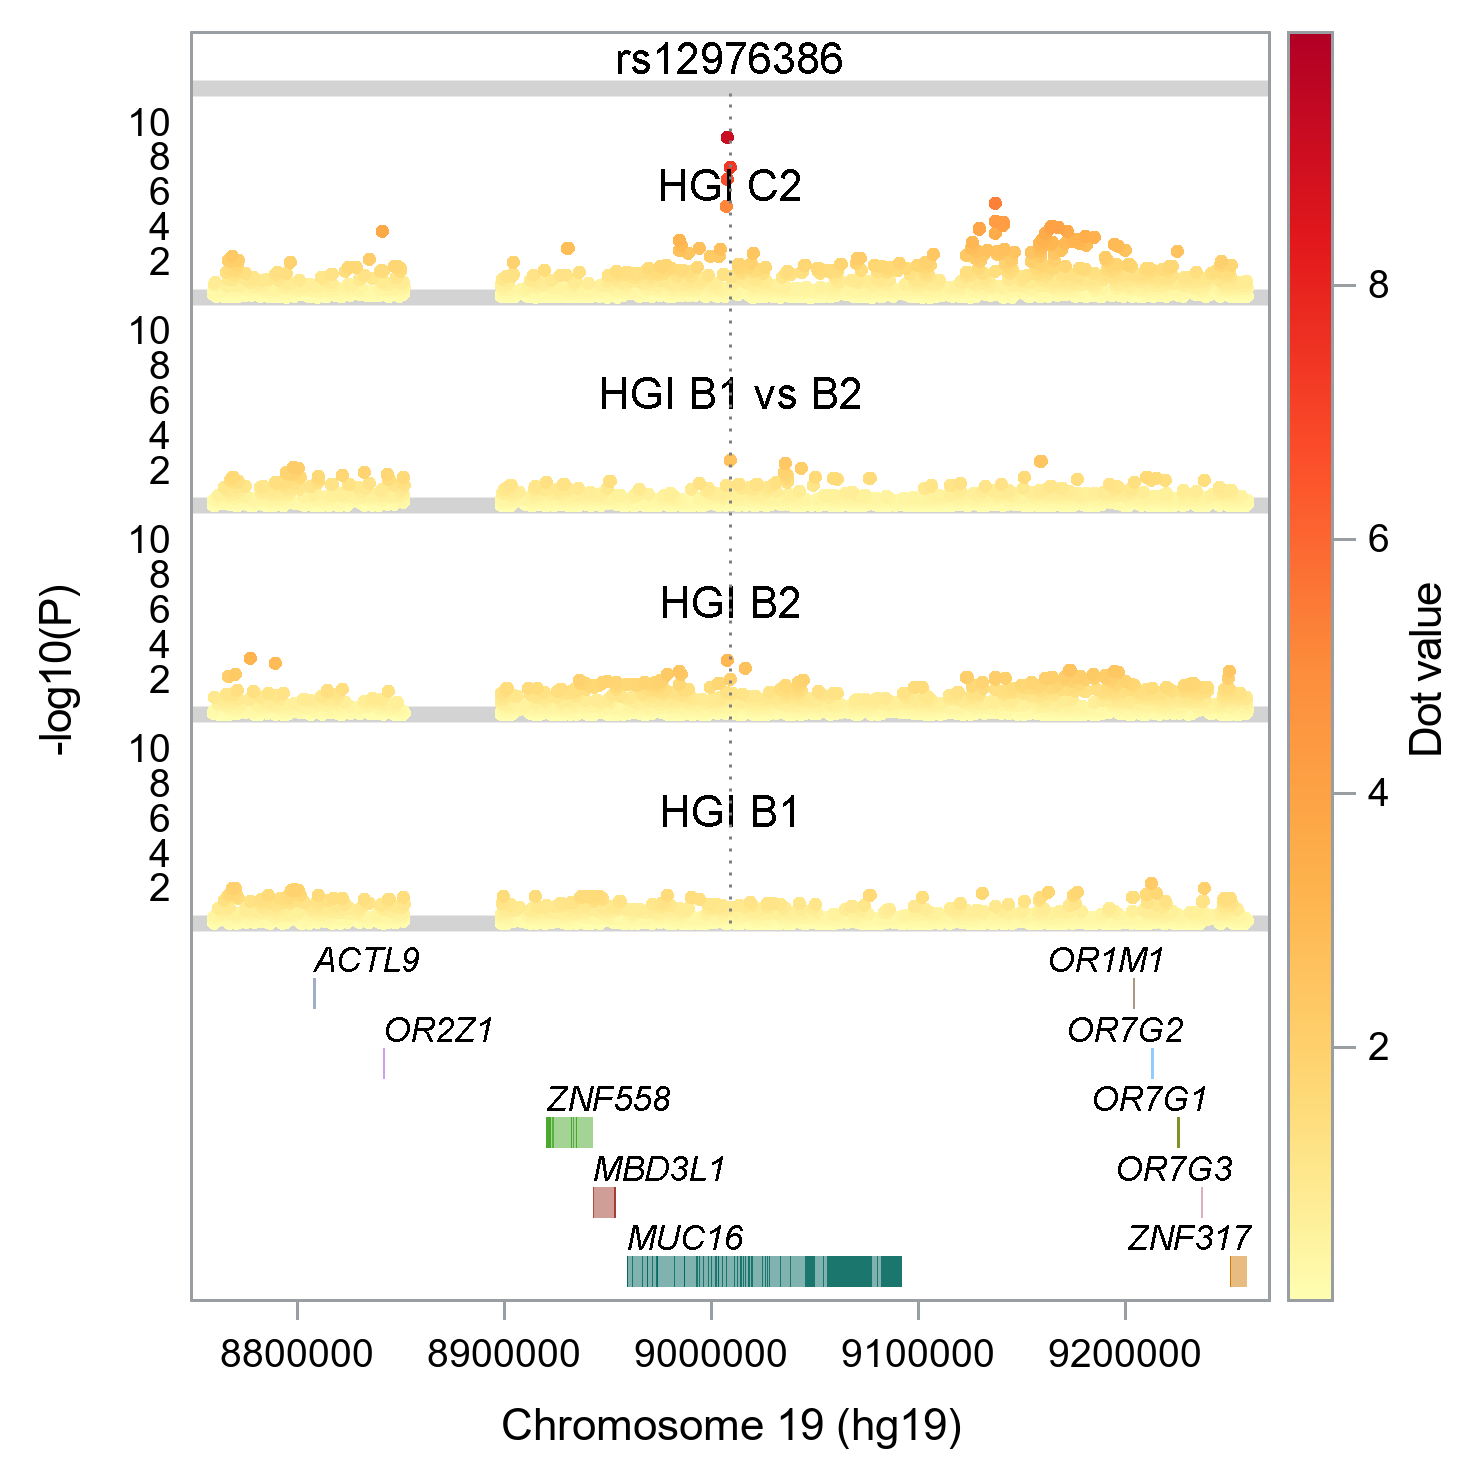 rs12976386
10
8
6
4
2
HGI C2
10
8
6
4
2
HGI B1 vs B2
10
8
6
4
2
HGI B2
10
8
6
4
2
HGI B1
-log10(P)
ACTL9
OR2Z1
ZNF558
MBD3L1
MUC16
OR1M1
OR7G2
OR7G1
OR7G3
ZNF317
8800000 8900000 9000000 9100000 9200000
Chromosome 19 (hg19)
8
6
4
2
Dot value